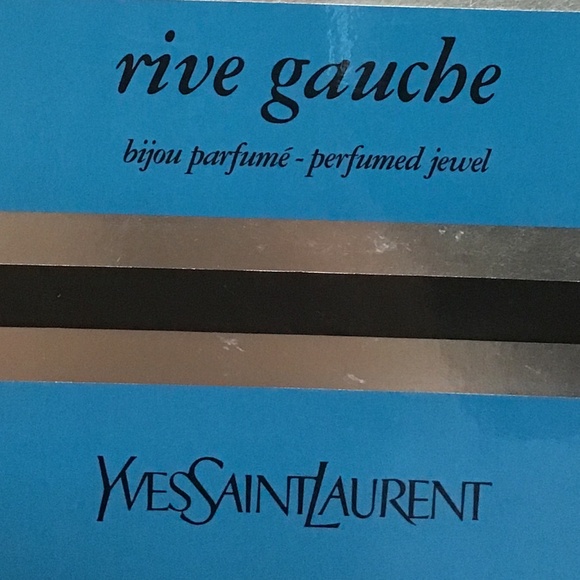 rive gauche
bijou parfumé - perfumed jewel
YVESSAINTLAURENT